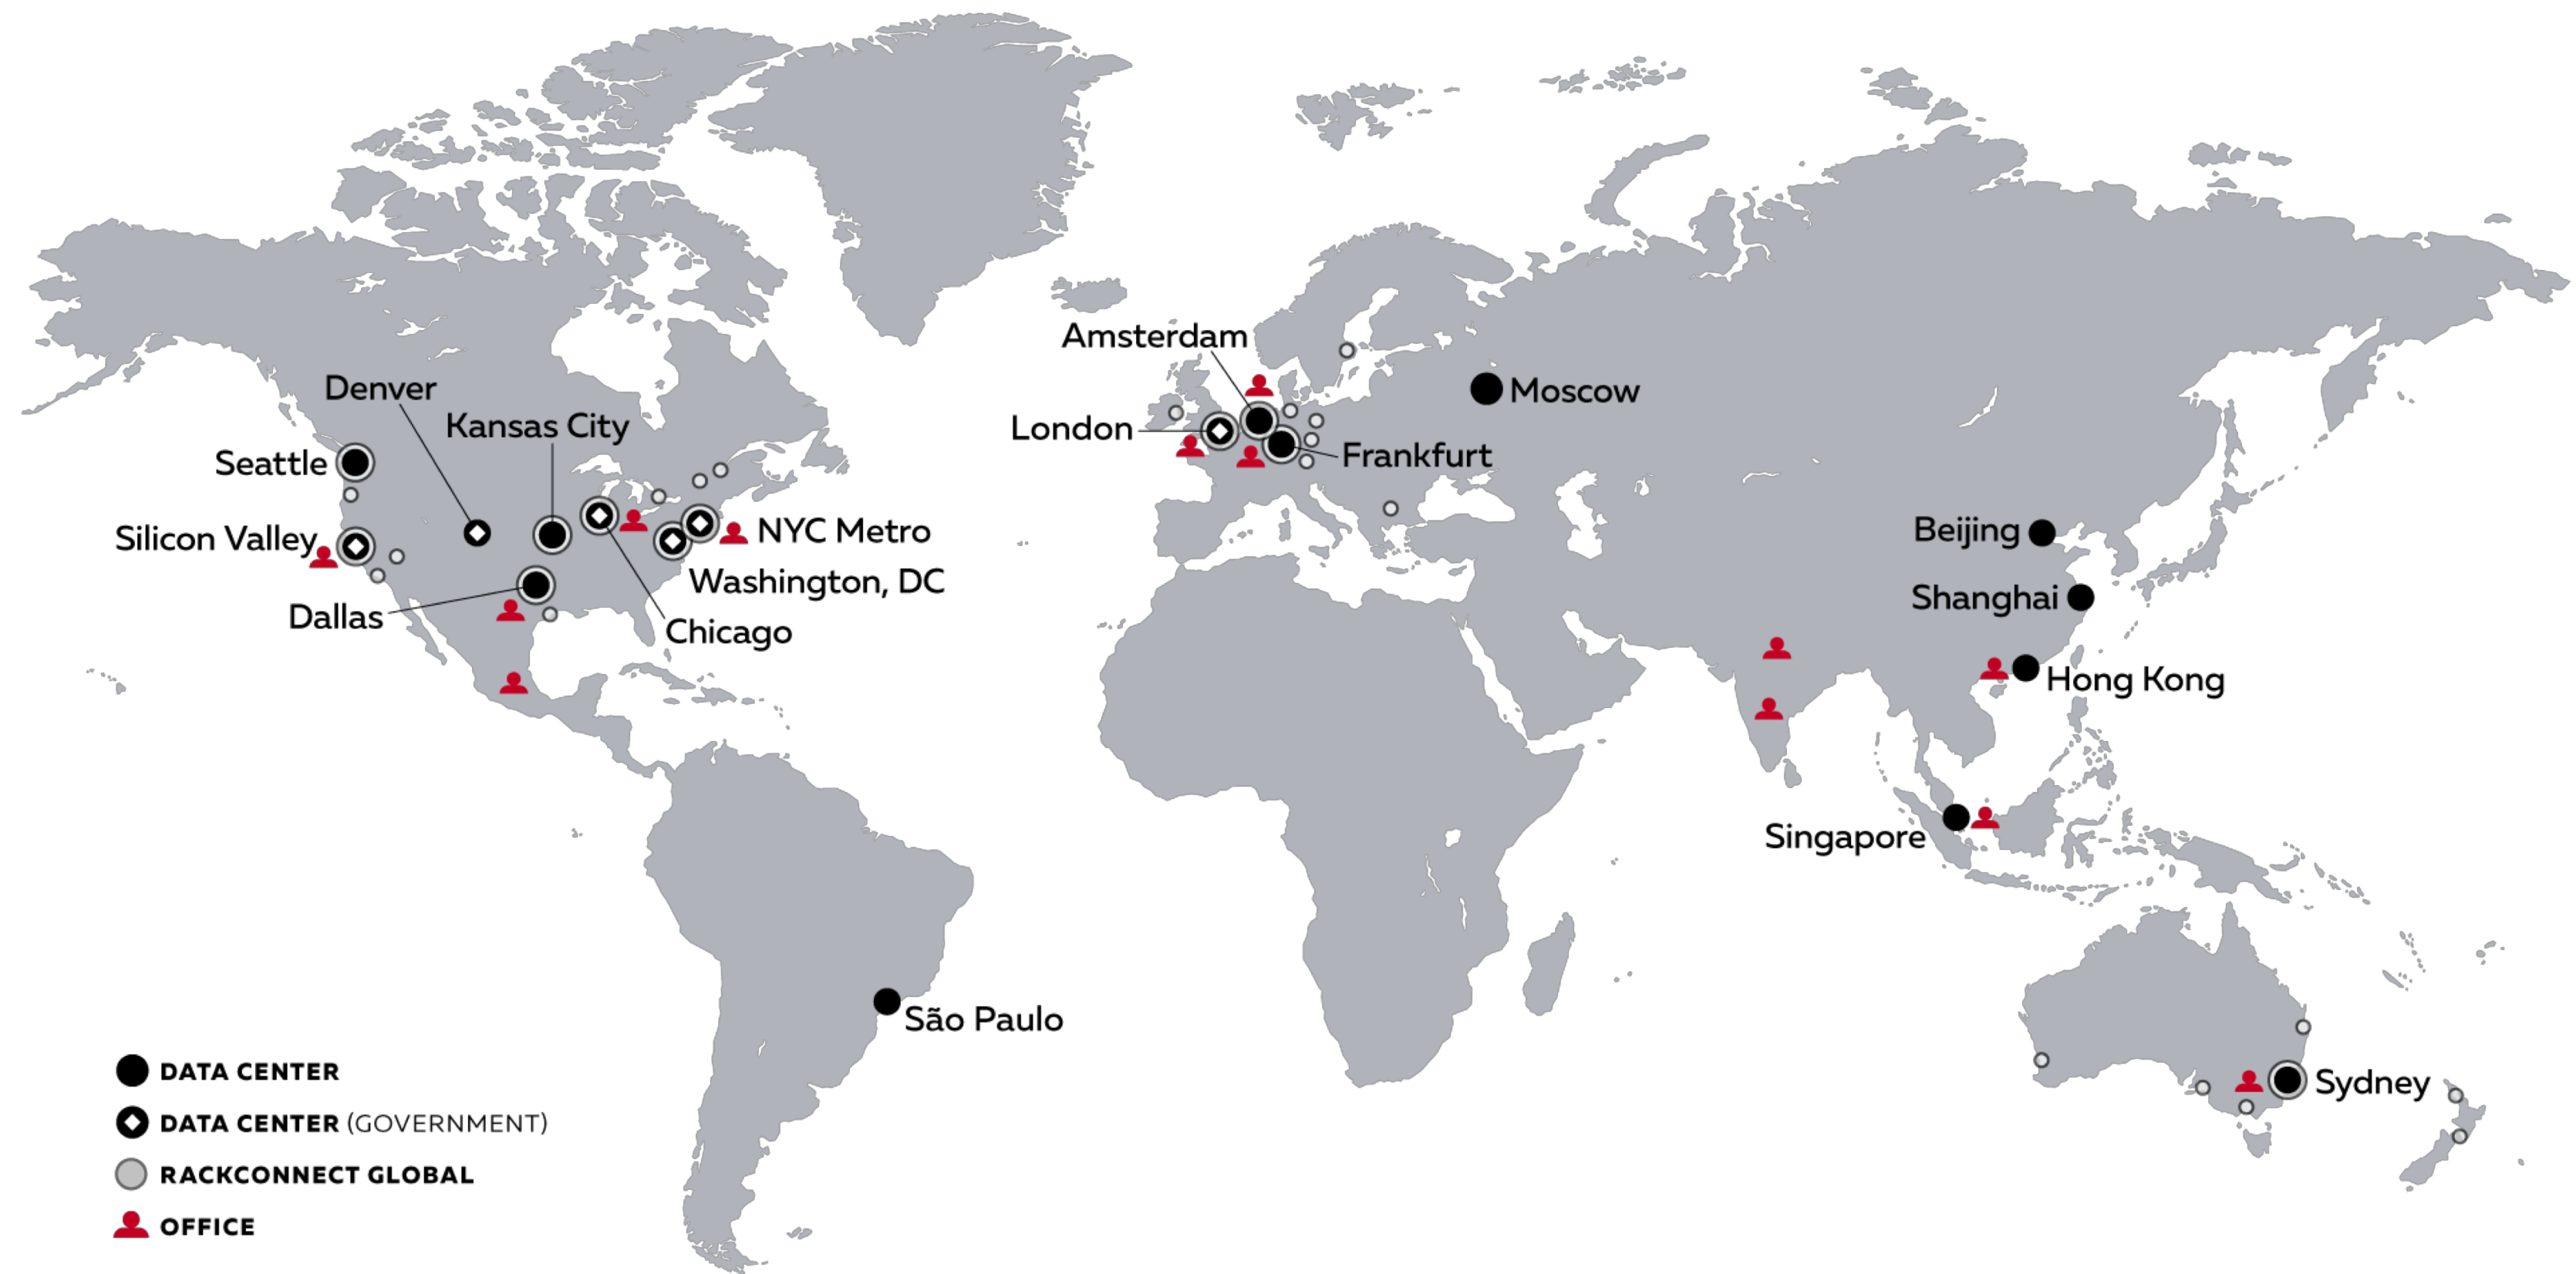 Amsterdam
Denver
Moscow
Kansas City
London
Frankfurt
Seattle
Silicon Valley
NYC Metro
Beijing
Washington, DC
Shanghai
Dallas
Chicago
Hong Kong
Singapore
São Paulo
Sydney
DATA CENTER
DATA CENTER (GOVERNMENT)
RACKCONNECT GLOBAL
OFFICE